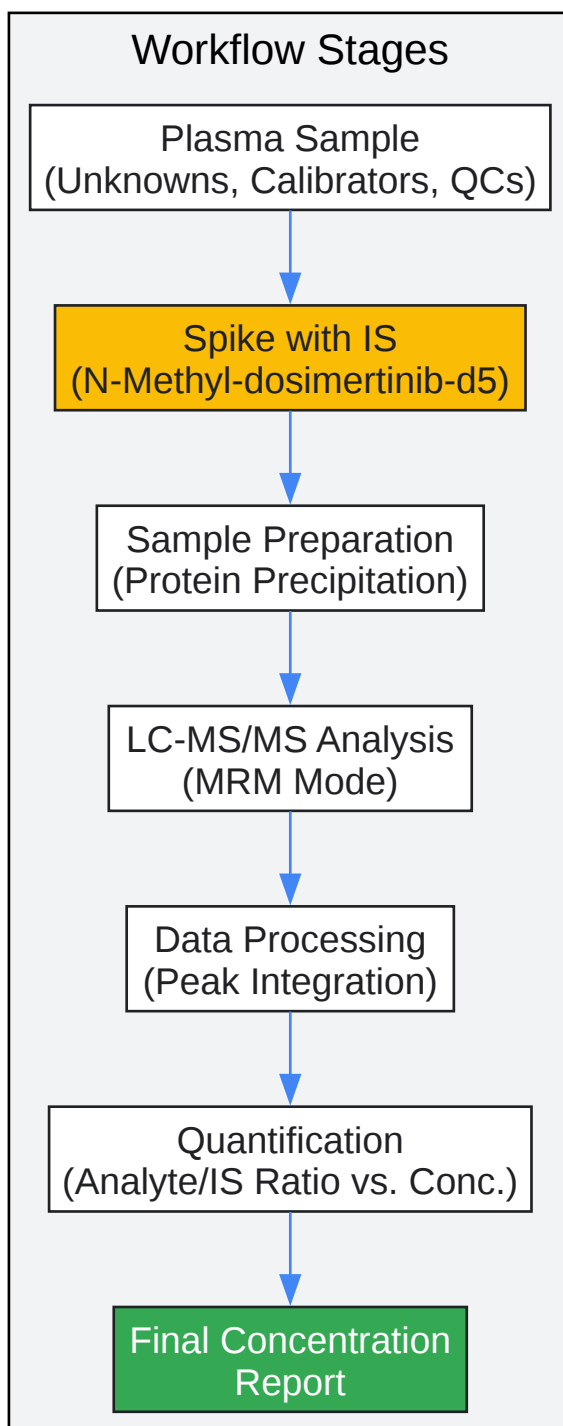 Workflow Stages
Plasma Sample
(Unknowns, Calibrators, QCs)
Spike with IS
(N-Methyl-dosimertinib-d5)
Sample Preparation
(Protein Precipitation)
LC-MS/MS Analysis
(MRM Mode)
Data Processing
(Peak Integration)
Quantification
(Analyte/IS Ratio vs. Conc.)
Final Concentration
Report